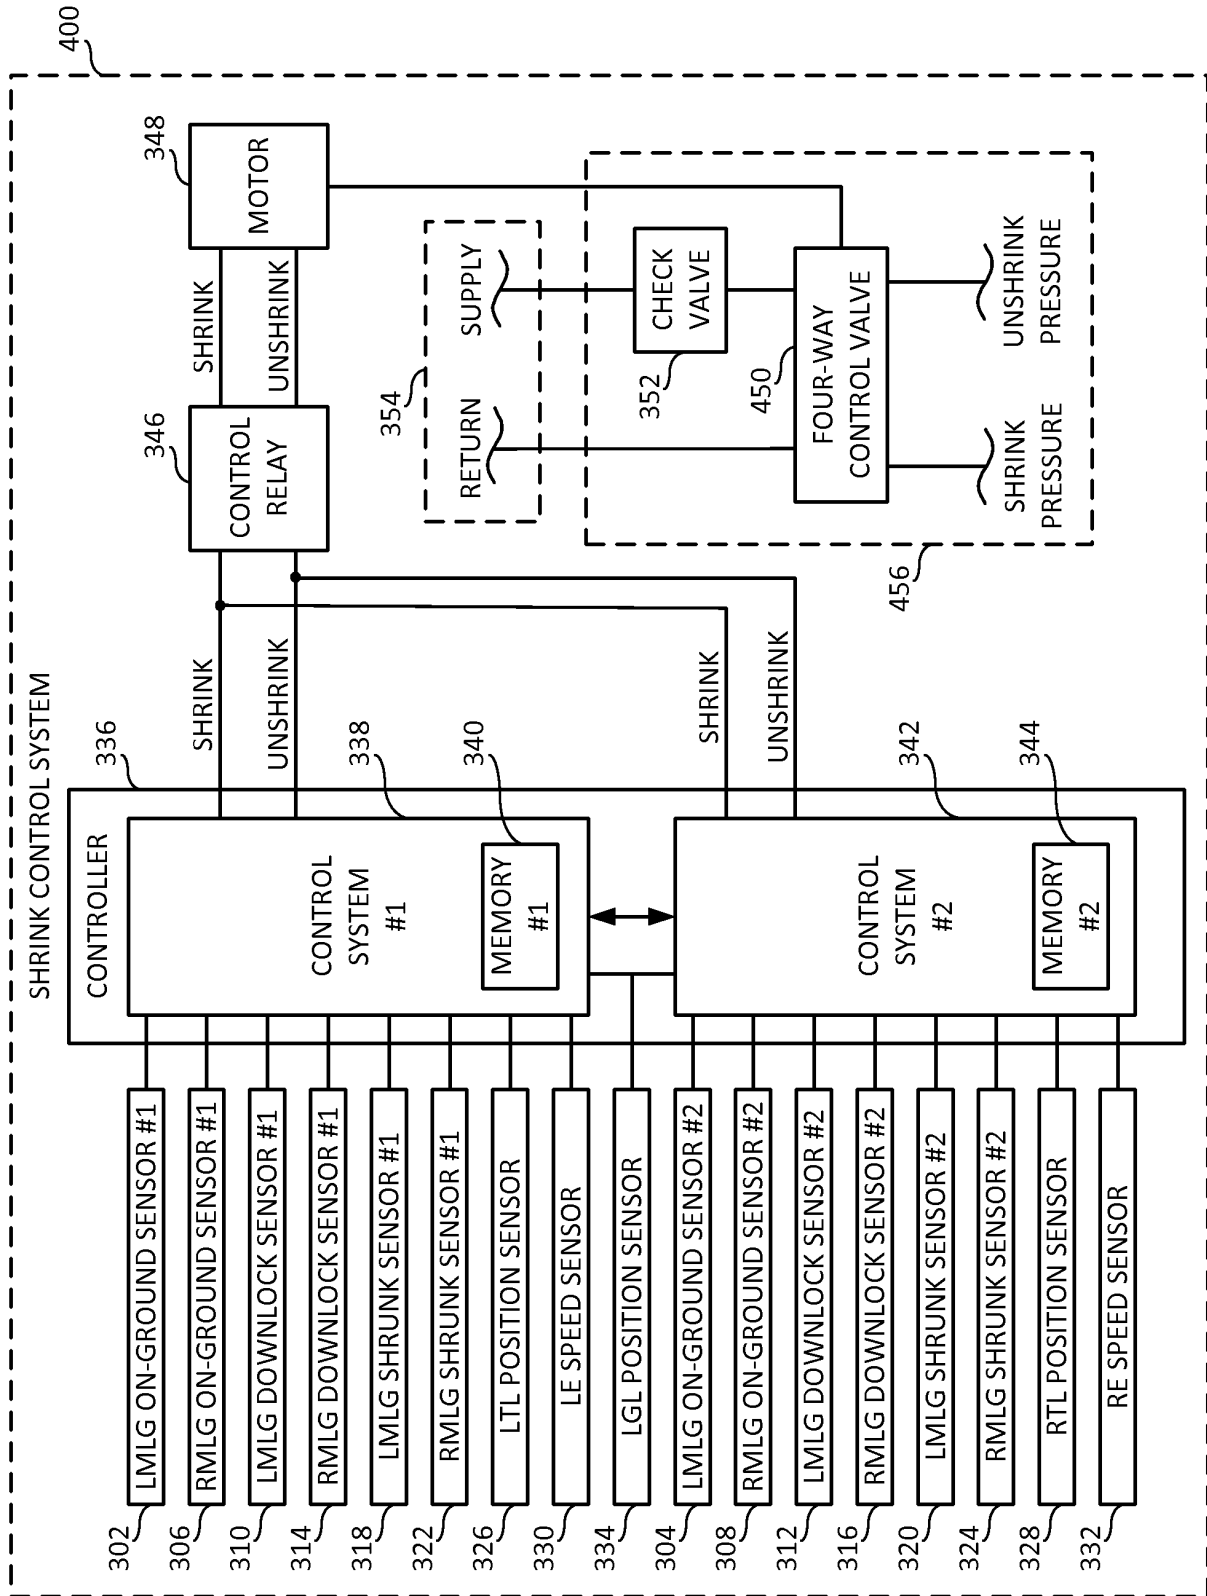 400
SHRINK CONTROL SYSTEM
336
CONTROLLER
302
LMLG ON-GROUND SENSOR #1
306
RMLG ON-GROUND SENSOR #1
310
LMLG DOWNLOCK SENSOR #1
314
RMLG DOWNLOCK SENSOR #1
318
LMLG SHRUNK SENSOR #1
322
RMLG SHRUNK SENSOR #1
326
LTL POSITION SENSOR
330
LE SPEED SENSOR
334
LGL POSITION SENSOR
304
LMLG ON-GROUND SENSOR #2
308
RMLG ON-GROUND SENSOR #2
312
LMLG DOWNLOCK SENSOR #2
316
RMLG DOWNLOCK SENSOR #2
320
LMLG SHRUNK SENSOR #2
324
RMLG SHRUNK SENSOR #2
328
RTL POSITION SENSOR
332
RE SPEED SENSOR
CONTROL
SYSTEM
#1
338
MEMORY
#1
340
CONTROL
SYSTEM
#2
342
MEMORY
#2
344
SHRINK
UNSHRINK
SHRINK
UNSHRINK
346
CONTROL
RELAY
SHRINK
UNSHRINK
348
MOTOR
354
RETURN
SUPPLY
352
CHECK
VALVE
450
FOUR-WAY
CONTROL VALVE
456
SHRINK
PRESSURE
UNSHRINK
PRESSURE